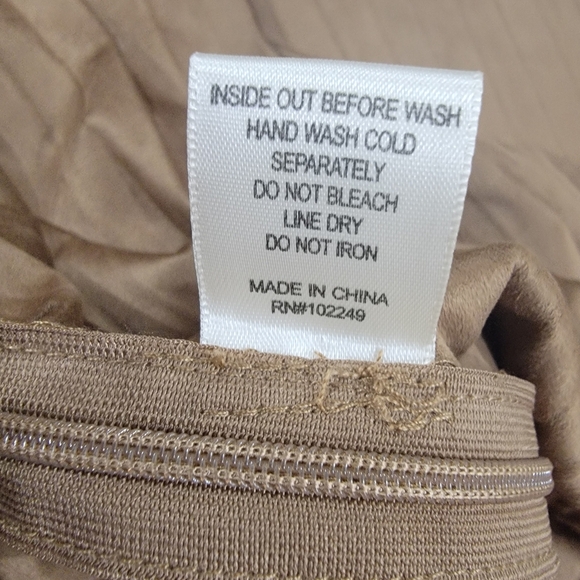 INSIDE OUT BEFORE WASH
HAND WASH COLD
SEPARATELY
DO NOT BLEACH
LINE DRY
DO NOT IRON
MADE IN CHINA
RN#102249